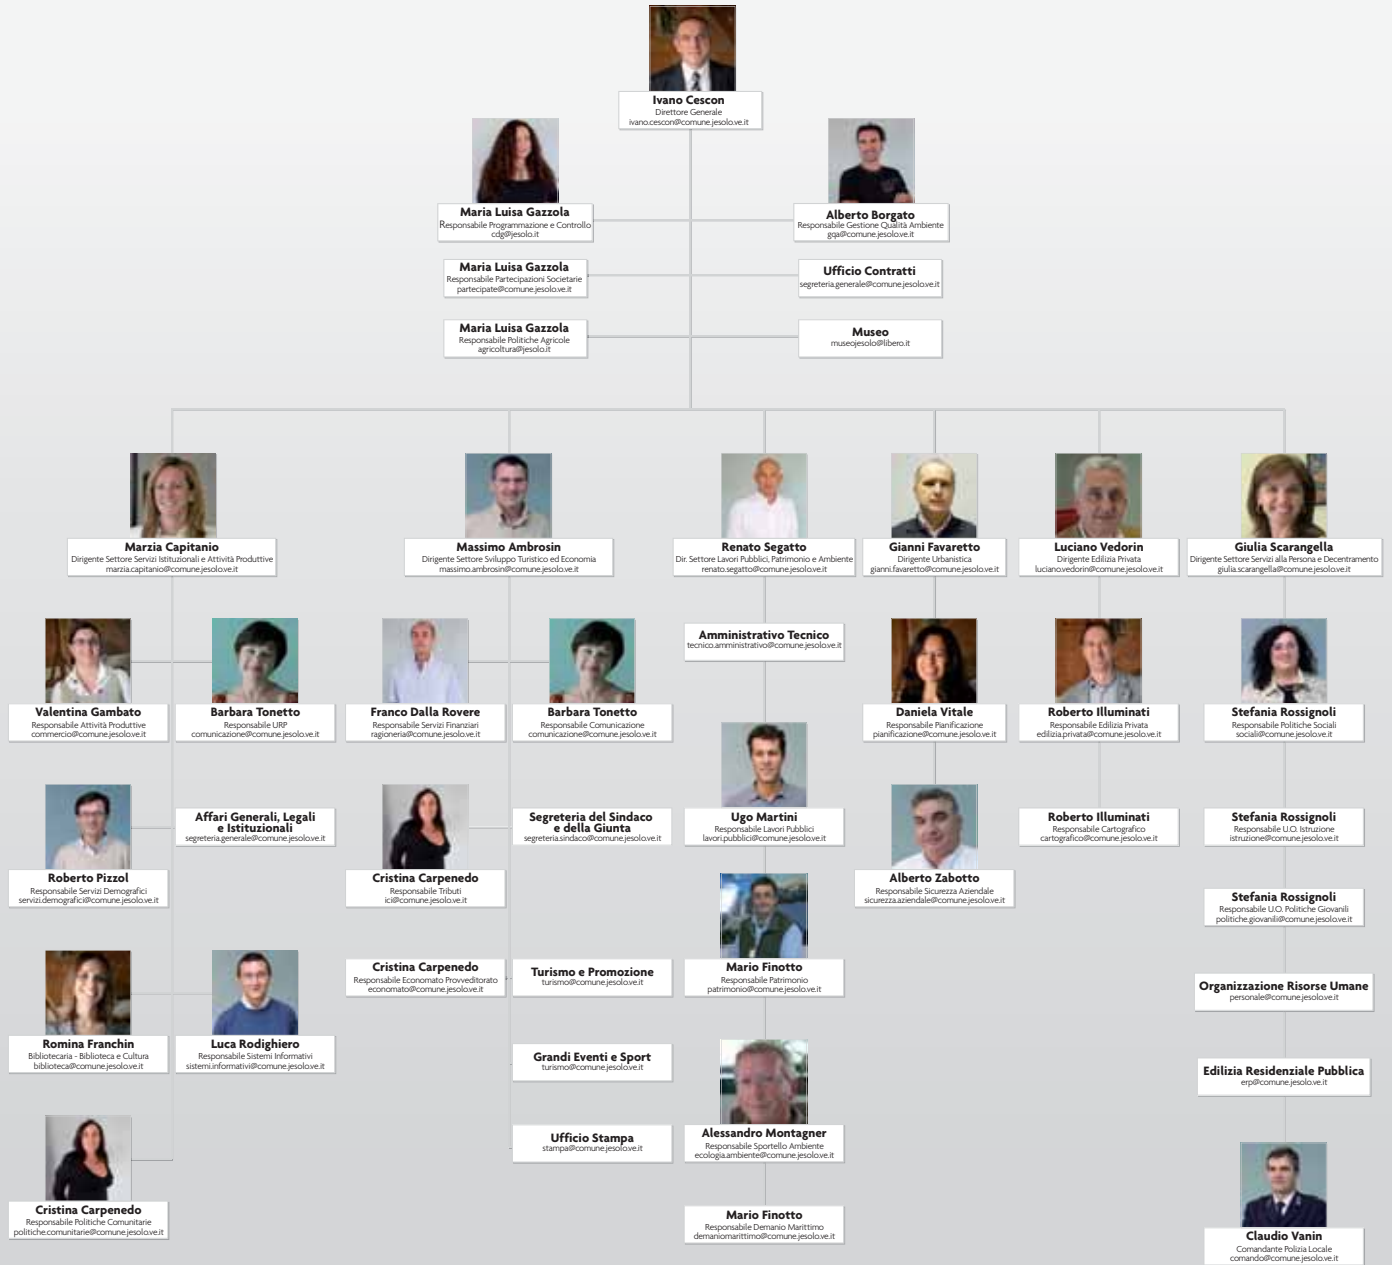 Ivano Cescon
Direttore Generale
ivano.cescon@comune.jesolo.ve.it
Maria Luisa Gazzola
Responsabile Programmazione e Controllo
cdg@jesolo.it
Alberto Borgato
Responsabile Gestione Qualità Ambiente
gqa@comune.jesolo.ve.it
Maria Luisa Gazzola
Responsabile Partecipazioni Societarie
partecipate@comune.jesolo.ve.it
Ufficio Contratti
segreteria.generale@comune.jesolo.ve.it
Maria Luisa Gazzola
Responsabile Politiche Agricole
agricoltura@jesolo.it
Museo
museojesolo@libero.it
Marzia Capitanio
Dirigente Settore Servizi Istituzionali e Attività Produttive
marzia.capitanio@comune.jesolo.ve.it
Massimo Ambrosin
Dirigente Settore Sviluppo Turistico ed Economia
massimo.ambrosin@comune.jesolo.ve.it
Renato Segatto
Dir. Settore Lavori Pubblici, Patrimonio e Ambiente
renato.segatto@comune.jesolo.ve.it
Gianni Favaretto
Dirigente Urbanistica
gianni.favaretto@comune.jesolo.ve.it
Luciano Vedorin
Dirigente Edilizia Privata
luciano.vedorin@comune.jesolo.ve.it
Giulia Scarangella
Dirigente Settore Servizi alla Persona e Decentramento
giulia.scarangella@comune.jesolo.ve.it
Valentina Gambato
Responsabile Attività Produttive
commercio@comune.jesolo.ve.it
Barbara Tonetto
Responsabile URP
comunicazione@comune.jesolo.ve.it
Franco Dalla Rovere
Responsabile Servizi Finanziari
ragioneria@comune.jesolo.ve.it
Barbara Tonetto
Responsabile Comunicazione
comunicazione@comune.jesolo.ve.it
Amministrativo Tecnico
tecnico.amministrativo@comune.jesolo.ve.it
Daniela Vitale
Responsabile Pianificazione
pianificazione@comune.jesolo.ve.it
Roberto Illuminati
Responsabile Edilizia Privata
edilizia.privata@comune.jesolo.ve.it
Stefania Rossignoli
Responsabile Politiche Sociali
sociali@comune.jesolo.ve.it
Roberto Pizzol
Responsabile Servizi Demografici
servizi.demografici@comune.jesolo.ve.it
Affari Generali, Legali
e Istituzionali
segreteria.generale@comune.jesolo.ve.it
Cristina Carpenedo
Responsabile Tributi
ici@comune.jesolo.ve.it
Segreteria del Sindaco
e della Giunta
segreteria.sindaco@comune.jesolo.ve.it
Ugo Martini
Responsabile Lavori Pubblici
lavori.pubblici@comune.jesolo.ve.it
Alberto Zabotto
Responsabile Sicurezza Aziendale
sicurezza.aziendale@comune.jesolo.ve.it
Roberto Illuminati
Responsabile Cartografico
cartografico@comune.jesolo.ve.it
Stefania Rossignoli
Responsabile U.O. Istruzione
istruzione@comune.jesolo.ve.it
Stefania Rossignoli
Responsabile U.O. Politiche Giovanili
politiche.giovanili@comune.jesolo.ve.it
Romina Franchin
Bibliotecaria - Biblioteca e Cultura
biblioteca@comune.jesolo.ve.it
Luca Rodighiero
Responsabile Sistemi Informativi
sistemi.informativi@comune.jesolo.ve.it
Cristina Carpenedo
Responsabile Economato Provveditorato
economato@comune.jesolo.ve.it
Turismo e Promozione
turismo@comune.jesolo.ve.it
Mario Finotto
Responsabile Patrimonio
patrimonio@comune.jesolo.ve.it
Organizzazione Risorse Umane
personale@comune.jesolo.ve.it
Grandi Eventi e Sport
turismo@comune.jesolo.ve.it
Edilizia Residenziale Pubblica
erp@comune.jesolo.ve.it
Ufficio Stampa
stampa@comune.jesolo.ve.it
Alessandro Montagner
Responsabile Sportello Ambiente
ecologia.ambiente@comune.jesolo.ve.it
Cristina Carpenedo
Responsabile Politiche Comunitarie
politiche.comunitarie@comune.jesolo.ve.it
Mario Finotto
Responsabile Demanio Marittimo
demaniomarittimo@comune.jesolo.ve.it
Claudio Vanin
Comandante Polizia Locale
comando@comune.jesolo.ve.it